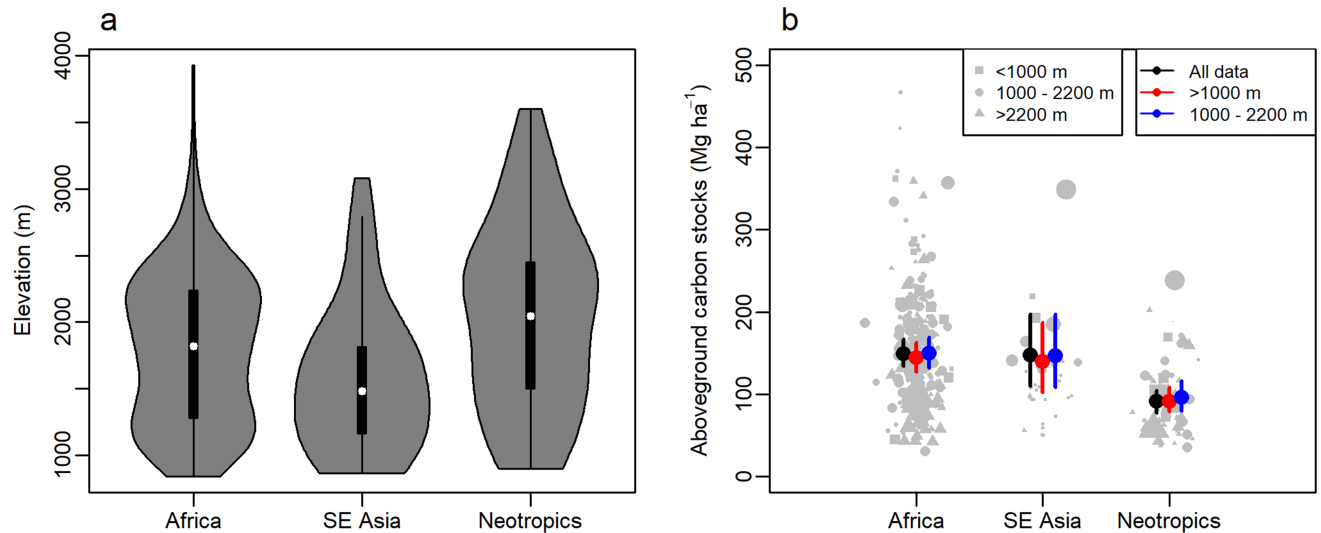 a
Elevation (m)
4000
3000
2000
1000
Africa
SE Asia
Neotropics
b
Aboveground carbon stocks (Mg ha⁻¹)
500
400
300
200
100
0
<1000 m
1000 - 2200 m
>2200 m
All data
>1000 m
1000 - 2200 m
Africa
SE Asia
Neotropics